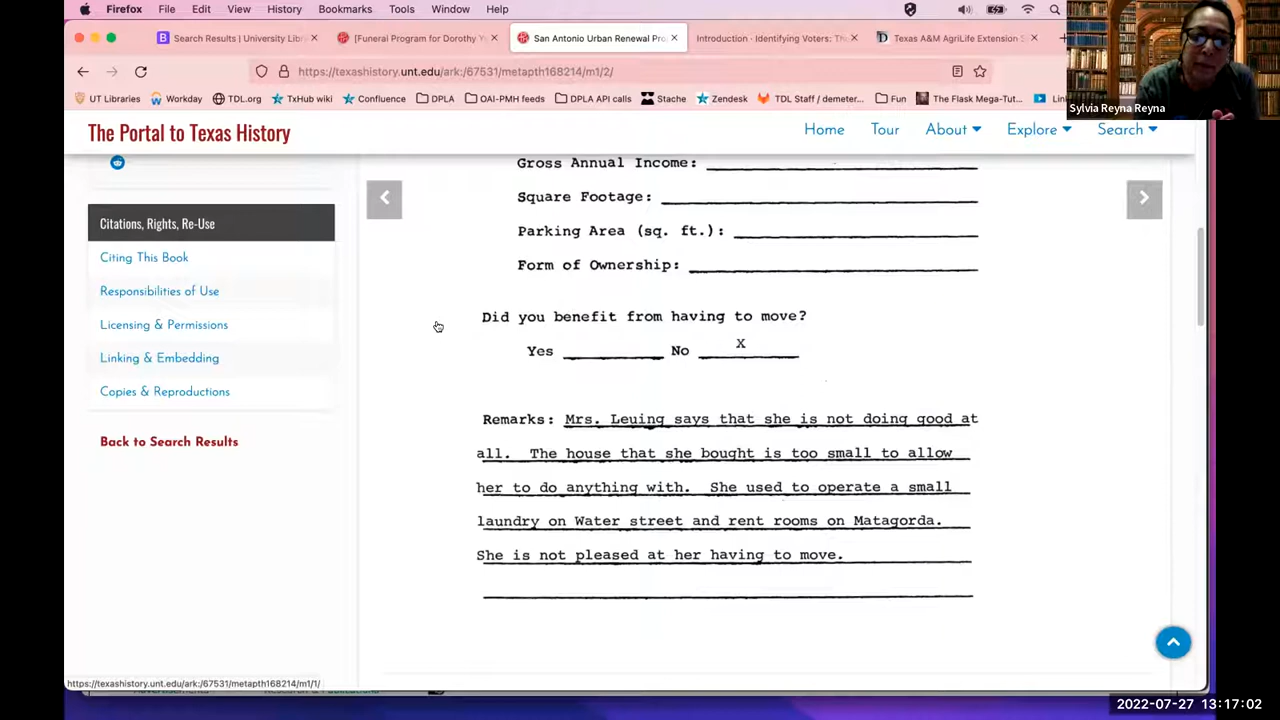 Firefox File Edit View History Bookmarks Tools Window Help
Search Results | University Libr
[Funeral Program for Dorothy Y
San Antonio Urban Renewal Pro
Introduction · Identifying Voters: Th
Texas A&M AgriLife Extension S
https://texashistory.unt.edu/ark:/67531/metapth168214/m1/2/
UT Libraries Workday TDL.org TxHub wiki Confluence DPLA OAI-PMH feeds DPLA API calls Stache Zendesk TDL Staff / demeter... Fun The Flask Mega-Tut...
Sylvia Reyna Reyna
The Portal to Texas History
Home Tour About Explore Search
Citations, Rights, Re-Use
Citing This Book
Responsibilities of Use
Licensing & Permissions
Linking & Embedding
Copies & Reproductions
Back to Search Results
Gross Annual Income:
Square Footage:
Parking Area (sq. ft.):
Form of Ownership:
Did you benefit from having to move?
Yes No X
Remarks: Mrs. Leuing says that she is not doing good at
all. The house that she bought is too small to allow
her to do anything with. She used to operate a small
laundry on Water street and rent rooms on Matagorda.
She is not pleased at her having to move.
https://texashistory.unt.edu/ark:/67531/metapth168214/m1/1/
2022-07-27 13:17:02